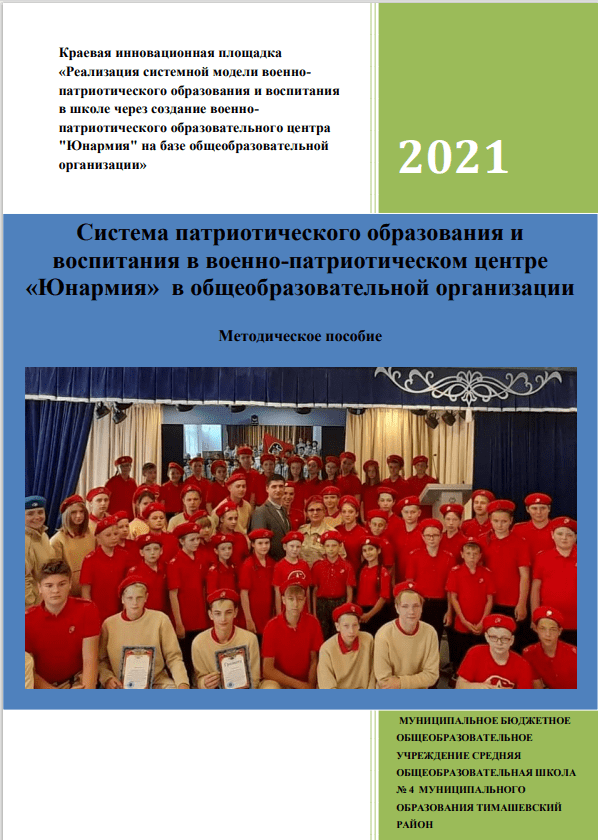 Краевая инновационная площадка
«Реализация системной модели военно-
патриотического образования и воспитания
в школе через создание военно-
патриотического образовательного центра
"Юнармия" на базе общеобразовательной
организации»
2021
Система патриотического образования и
воспитания в военно-патриотическом центре
«Юнармия» в общеобразовательной организации
Методическое пособие
Грамота
МУНИЦИПАЛЬНОЕ БЮДЖЕТНОЕ
ОБЩЕОБРАЗОВАТЕЛЬНОЕ
УЧРЕЖДЕНИЕ СРЕДНЯЯ
ОБЩЕОБРАЗОВАТЕЛЬНАЯ ШКОЛА
№ 4 МУНИЦИПАЛЬНОГО
ОБРАЗОВАНИЯ ТИМАШЕВСКИЙ
РАЙОН